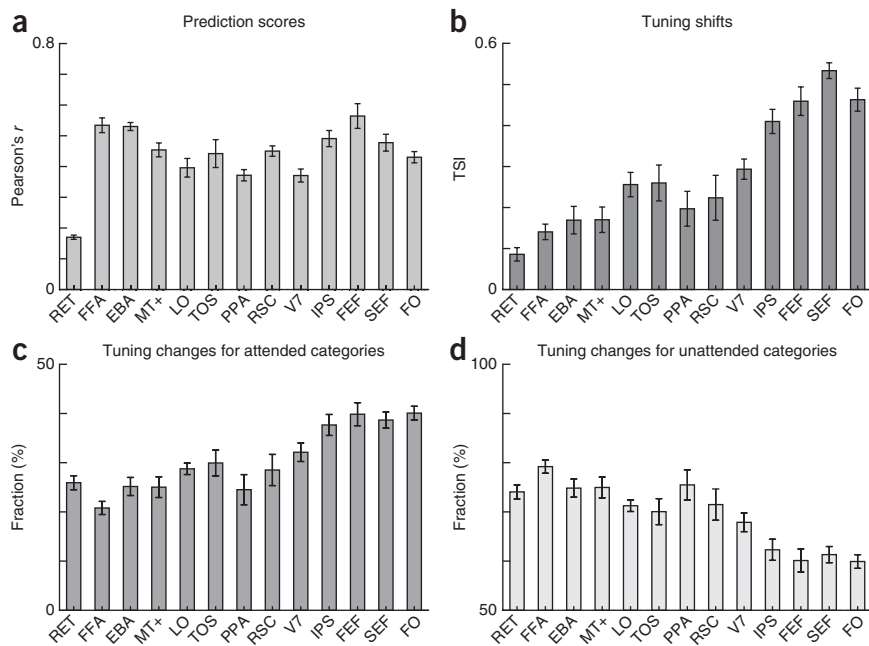 a
Prediction scores
0.8
Pearson's r
0
RET FFA EBA MT+ LO TOS PPA RSC V7 IPS FEF SEF FO
b
Tuning shifts
0.6
TSI
0
RET FFA EBA MT+ LO TOS PPA RSC V7 IPS FEF SEF FO
c
Tuning changes for attended categories
50
Fraction (%)
0
RET FFA EBA MT+ LO TOS PPA RSC V7 IPS FEF SEF FO
d
Tuning changes for unattended categories
100
Fraction (%)
50
RET FFA EBA MT+ LO TOS PPA RSC V7 IPS FEF SEF FO